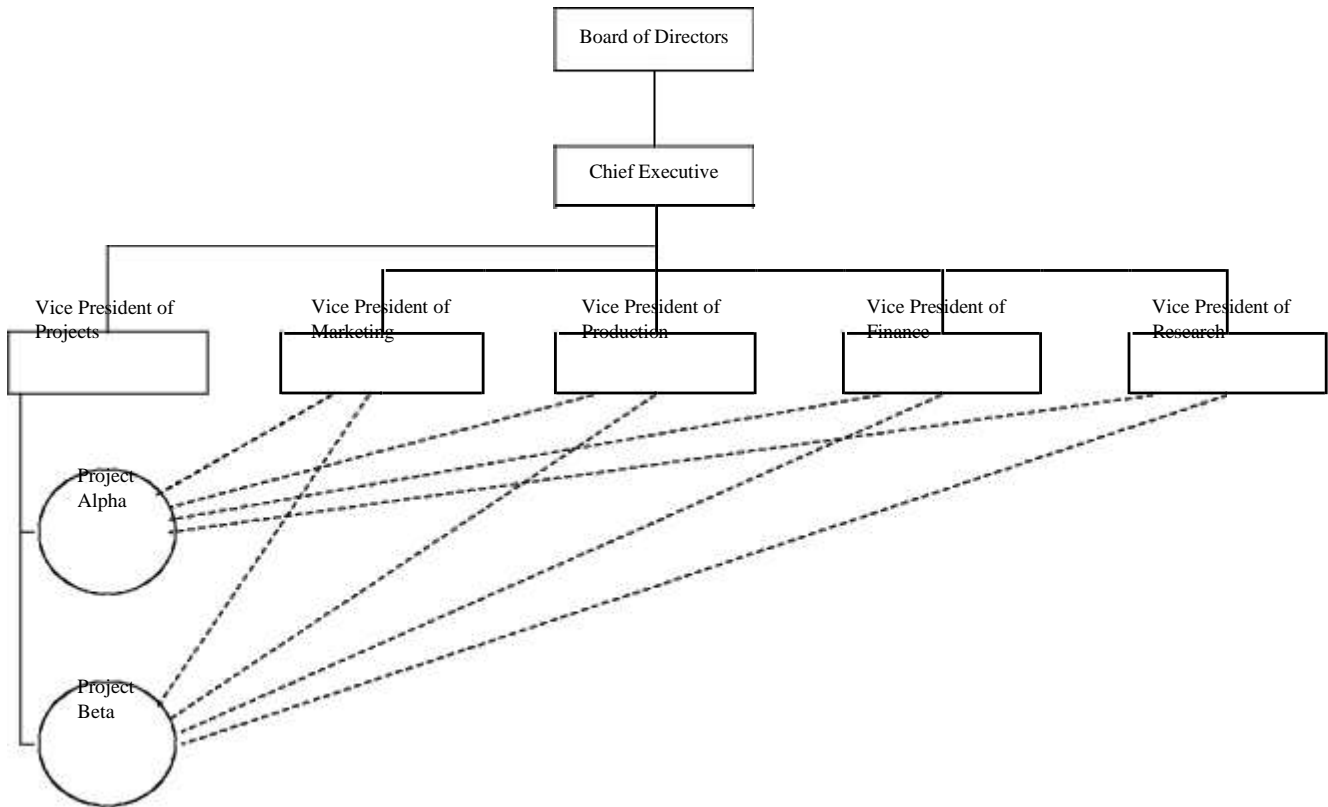 Board of Directors
Chief Executive
Vice President of
Projects
Vice President of
Marketing
Vice President of
Production
Vice President of
Finance
Vice President of
Research
Project
Alpha
Project
Beta